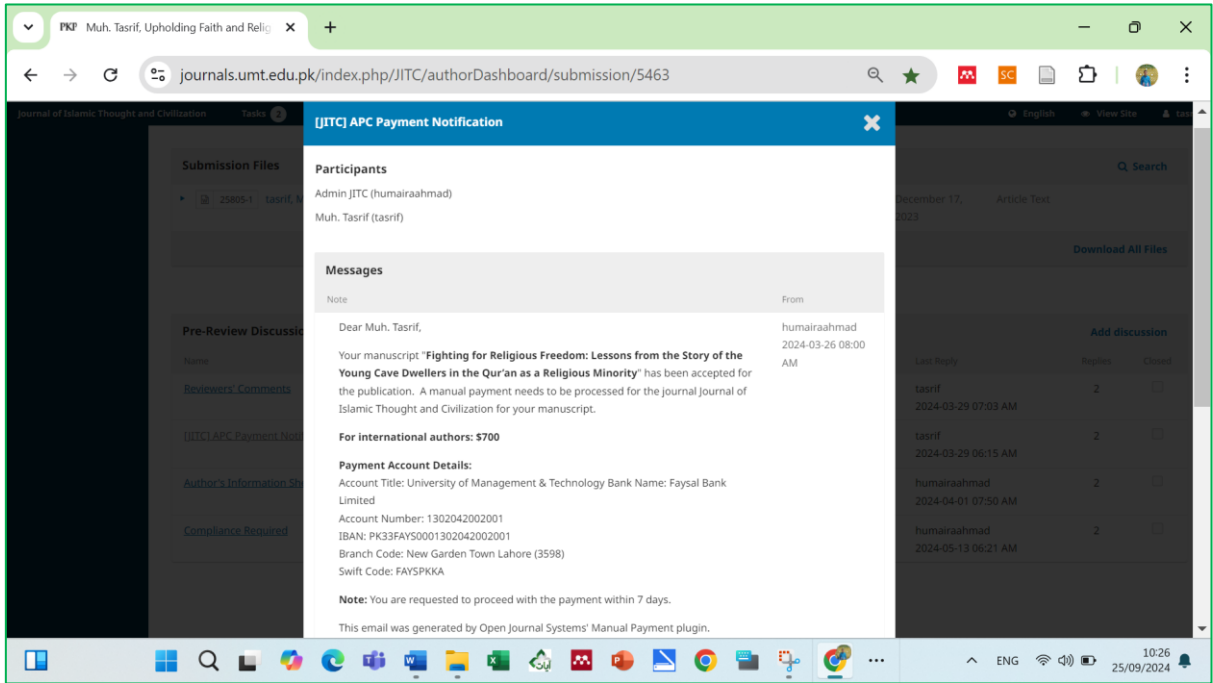 PKP Muh. Tasrif, Upholding Faith and Relig
journals.umt.edu.pk/index.php/JITC/authorDashboard/submission/5463
SC
Journal of Islamic Thought and Civilization Tasks 2 English View Site
[JITC] APC Payment Notification
Submission Files Search
25805-1 tasrif, December 17, 2023 Article Text
Download All Files
Participants
Admin JITC (humairaahmad)
Muh. Tasrif (tasrif)
Messages
Note From
Dear Muh. Tasrif,
humairaahmad
2024-03-26 08:00
AM
Your manuscript "Fighting for Religious Freedom: Lessons from the Story of the
Young Cave Dwellers in the Qur'an as a Religious Minority" has been accepted for
the publication. A manual payment needs to be processed for the journal Journal of
Islamic Thought and Civilization for your manuscript.
For international authors: $700
Payment Account Details:
Account Title: University of Management & Technology Bank Name: Faysal Bank
Limited
Account Number: 1302042002001
IBAN: PK33FAYS0001302042002001
Branch Code: New Garden Town Lahore (3598)
Swift Code: FAYSPKKA
Note: You are requested to proceed with the payment within 7 days.
This email was generated by Open Journal Systems' Manual Payment plugin.
Pre-Review Discussio Add discussion
Name Last Reply Replies Closed
Reviewers' Comments tasrif 2
2024-03-29 07:03 AM
[JITC] APC Payment Noti tasrif 2
2024-03-29 06:15 AM
Author's Information She humairaahmad 2
2024-04-01 07:50 AM
Compliance Required humairaahmad 2
2024-05-13 06:21 AM
ENG
10:26
25/09/2024